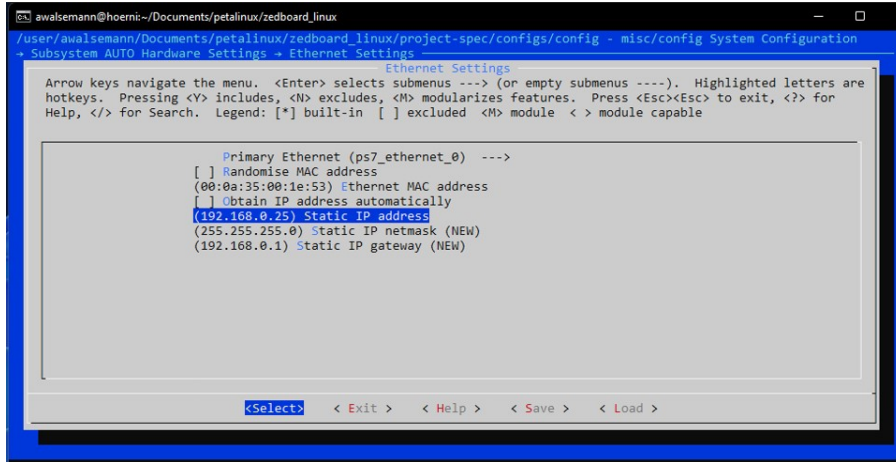 awalsemann@hoerni:~/Documents/petalinux/zedboard_linux
/user/awalsemann/Documents/petalinux/zedboard_linux/project-spec/configs/config - misc/config System Configuration
→ Subsystem AUTO Hardware Settings → Ethernet Settings
Ethernet Settings
Arrow keys navigate the menu. <Enter> selects submenus ---> (or empty submenus ----). Highlighted letters are
hotkeys. Pressing <Y> includes, <N> excludes, <M> modularizes features. Press <Esc><Esc> to exit, <?> for
Help, </> for Search. Legend: [*] built-in [ ] excluded <M> module < > module capable
Primary Ethernet (ps7_ethernet_0) --->
[ ] Randomise MAC address
(00:0a:35:00:1e:53) Ethernet MAC address
[ ] Obtain IP address automatically
(192.168.0.25) Static IP address
(255.255.255.0) Static IP netmask (NEW)
(192.168.0.1) Static IP gateway (NEW)
<Select> < Exit > < Help > < Save > < Load >